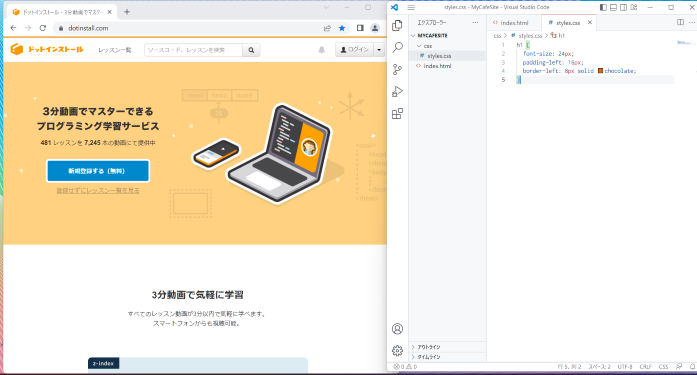 ドットインストール - 3分動画でマスター
dotinstall.com
ドットインストール
レッスン一覧
ソースコード、レッスンを検索
ログイン
3分動画でマスターできる
プログラミング学習サービス
481 レッスンを 7,245 本の動画にて提供中
新規登録する（無料）
登録せずにレッスン一覧を見る
3分動画で気軽に学習
すべてのレッスン動画が3分以内で気軽に学べます。
スマートフォンからも視聴可能。
z-index
styles.css - MyCafeSite - Visual Studio Code
エクスプローラー
MYCAFESITE
css
styles.css
index.html
アウトライン
タイムライン
index.html
styles.css
css > styles.css > h1
1 h1 {
2 font-size: 24px;
3 padding-left: 16px;
4 border-left: 8px solid chocolate;
5 }
0 0
行 5、列 2 スペース: 2 UTF-8 CRLF CSS